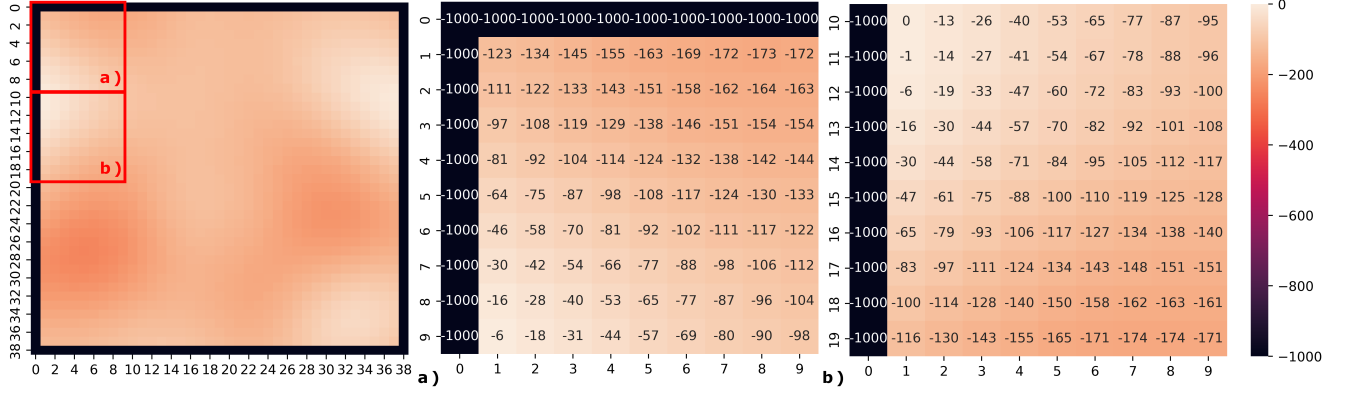 0 2 4 6 8 1012141618202224262830323436 38
a)
b)
0 2 4 6 8 10 12 14 16 18 20 22 24 26 28 30 32 34 36 38
0 -1000-1000-1000-1000-1000-1000-1000-1000-1000-1000
1 -1000 -123 -134 -145 -155 -163 -169 -172 -173 -172
2 -1000 -111 -122 -133 -143 -151 -158 -162 -164 -163
3 -1000 -97 -108 -119 -129 -138 -146 -151 -154 -154
4 -1000 -81 -92 -104 -114 -124 -132 -138 -142 -144
5 -1000 -64 -75 -87 -98 -108 -117 -124 -130 -133
6 -1000 -46 -58 -70 -81 -92 -102 -111 -117 -122
7 -1000 -30 -42 -54 -66 -77 -88 -98 -106 -112
8 -1000 -16 -28 -40 -53 -65 -77 -87 -96 -104
9 -1000 -6 -18 -31 -44 -57 -69 -80 -90 -98
0 1 2 3 4 5 6 7 8 9
a)
10 -1000 0 -13 -26 -40 -53 -65 -77 -87 -95
11 -1000 -1 -14 -27 -41 -54 -67 -78 -88 -96
12 -1000 -6 -19 -33 -47 -60 -72 -83 -93 -100
13 -1000 -16 -30 -44 -57 -70 -82 -92 -101 -108
14 -1000 -30 -44 -58 -71 -84 -95 -105 -112 -117
15 -1000 -47 -61 -75 -88 -100 -110 -119 -125 -128
16 -1000 -65 -79 -93 -106 -117 -127 -134 -138 -140
17 -1000 -83 -97 -111 -124 -134 -143 -148 -151 -151
18 -1000 -100 -114 -128 -140 -150 -158 -162 -163 -161
19 -1000 -116 -130 -143 -155 -165 -171 -174 -174 -171
0 1 2 3 4 5 6 7 8 9
b)
0
−200
−400
−600
−800
−1000